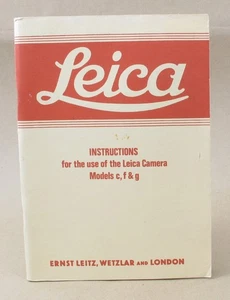 Leica
INSTRUCTIONS
for the use of the Leica Camera
Models c, f & g
ERNST LEITZ, WETZLAR AND LONDON